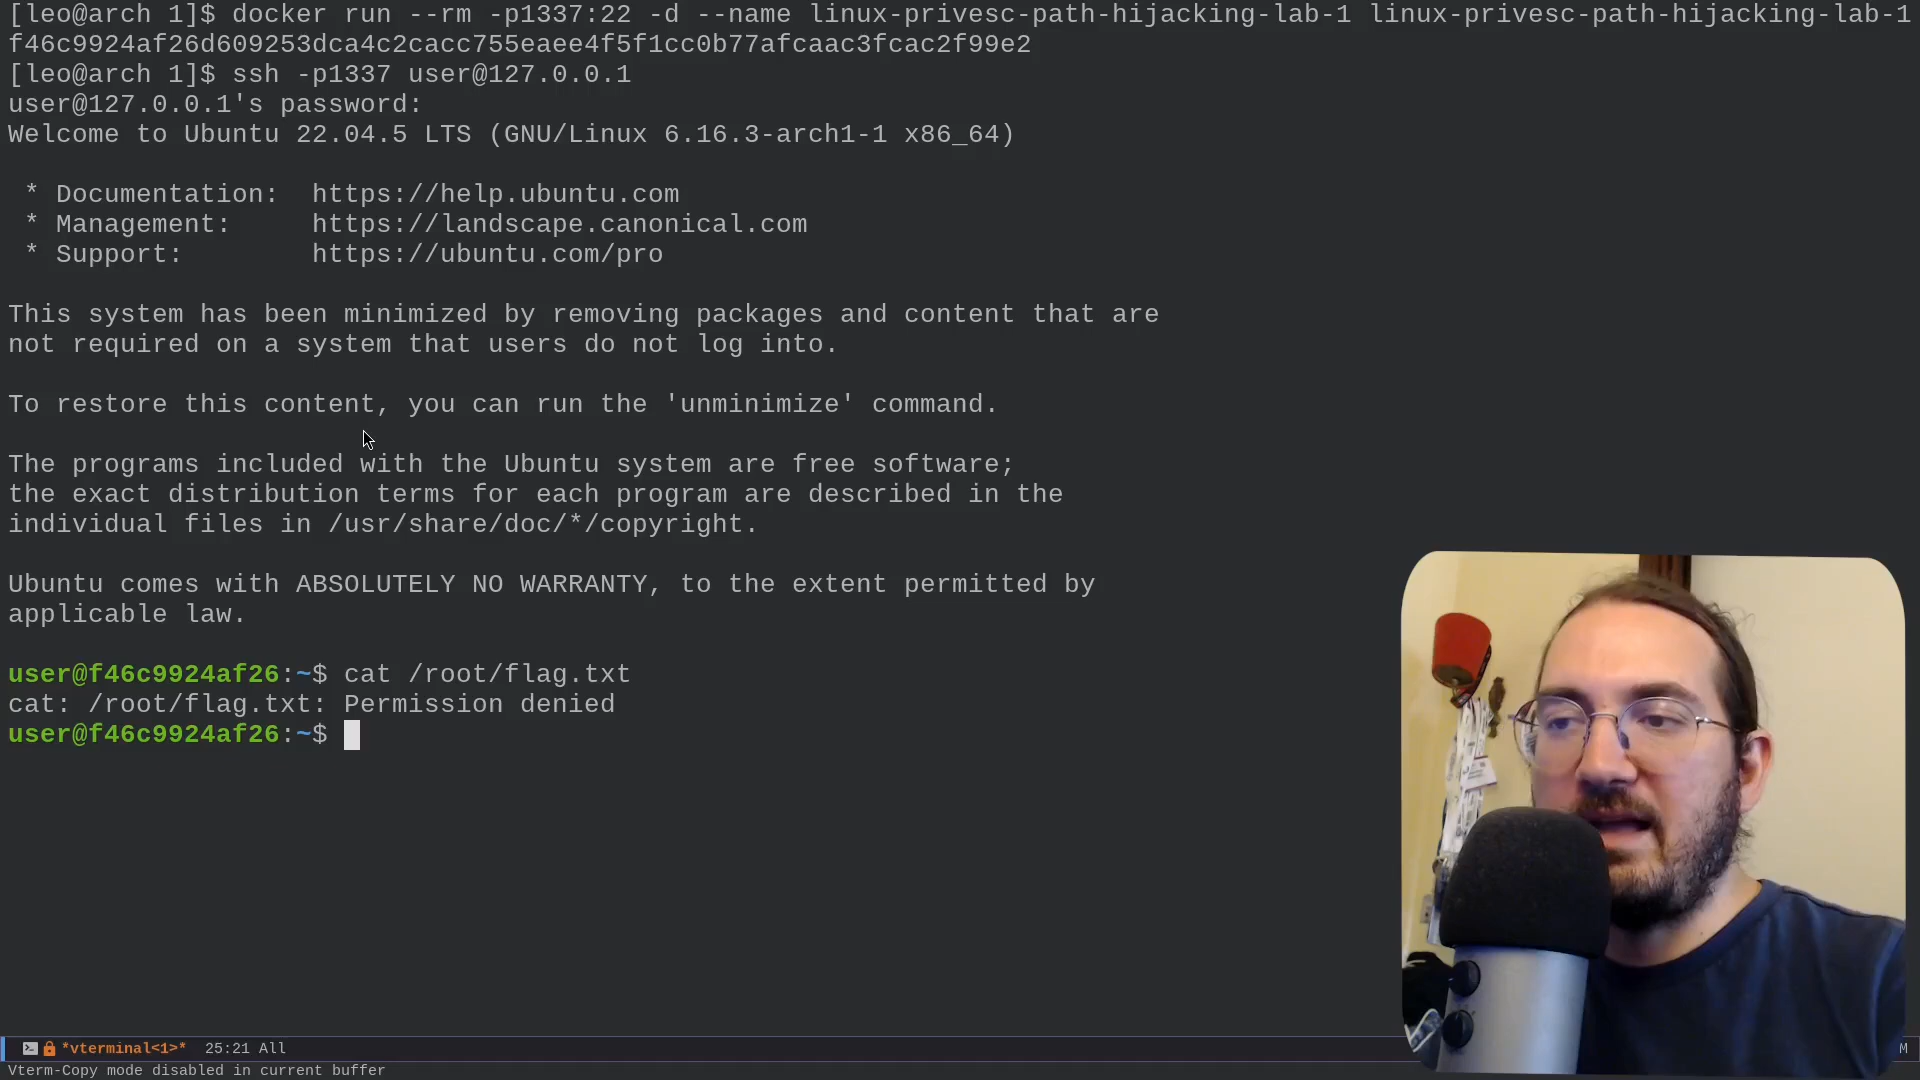 [leo@arch 1]$ docker run --rm -p1337:22 -d --name linux-privesc-path-hijacking-lab-1 linux-privesc-path-hijacking-lab-1
f46c9924af26d609253dca4c2cacc755eaee4f5f1cc0b77afcaac3fcac2f99e2
[leo@arch 1]$ ssh -p1337 user@127.0.0.1
user@127.0.0.1's password:
Welcome to Ubuntu 22.04.5 LTS (GNU/Linux 6.16.3-arch1-1 x86_64)
 * Documentation:  https://help.ubuntu.com
 * Management:     https://landscape.canonical.com
 * Support:        https://ubuntu.com/pro
This system has been minimized by removing packages and content that are
not required on a system that users do not log into.
To restore this content, you can run the 'unminimize' command.
The programs included with the Ubuntu system are free software;
the exact distribution terms for each program are described in the
individual files in /usr/share/doc/*/copyright.
Ubuntu comes with ABSOLUTELY NO WARRANTY, to the extent permitted by
applicable law.
user@f46c9924af26:~$ cat /root/flag.txt
cat: /root/flag.txt: Permission denied
user@f46c9924af26:~$
*vterminal<1>*  25:21 All
M
Vterm-Copy mode disabled in current buffer